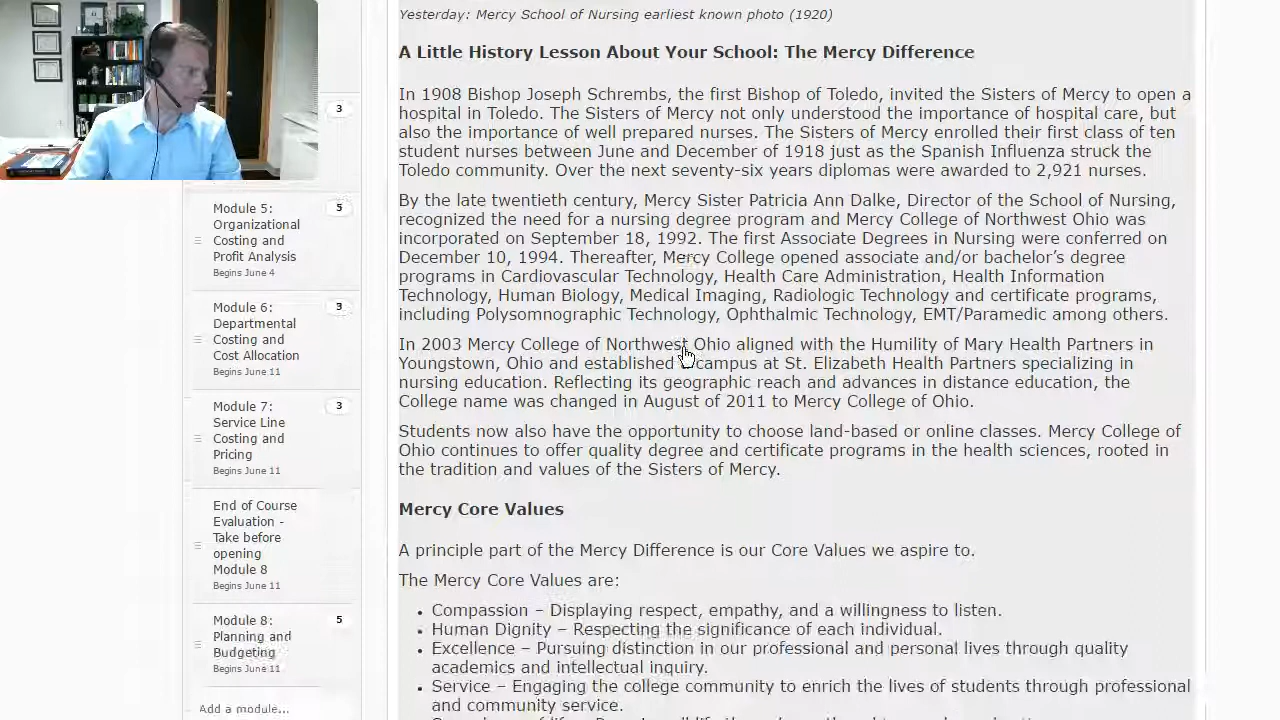 3
Module 5:
5
Organizational
Costing and
Profit Analysis
Begins June 4
Module 6:
3
Departmental
Costing and
Cost Allocation
Begins June 11
Module 7:
3
Service Line
Costing and
Pricing
Begins June 11
End of Course
Evaluation -
Take before
opening
Module 8
Begins June 11
Module 8:
5
Planning and
Budgeting
Begins June 11
Add a module...
Yesterday: Mercy School of Nursing earliest known photo (1920)
A Little History Lesson About Your School: The Mercy Difference
In 1908 Bishop Joseph Schrembs, the first Bishop of Toledo, invited the Sisters of Mercy to open a
hospital in Toledo. The Sisters of Mercy not only understood the importance of hospital care, but
also the importance of well prepared nurses. The Sisters of Mercy enrolled their first class of ten
student nurses between June and December of 1918 just as the Spanish Influenza struck the
Toledo community. Over the next seventy-six years diplomas were awarded to 2,921 nurses.
By the late twentieth century, Mercy Sister Patricia Ann Dalke, Director of the School of Nursing,
recognized the need for a nursing degree program and Mercy College of Northwest Ohio was
incorporated on September 18, 1992. The first Associate Degrees in Nursing were conferred on
December 10, 1994. Thereafter, Mercy College opened associate and/or bachelor’s degree
programs in Cardiovascular Technology, Health Care Administration, Health Information
Technology, Human Biology, Medical Imaging, Radiologic Technology and certificate programs,
including Polysomnographic Technology, Ophthalmic Technology, EMT/Paramedic among others.
In 2003 Mercy College of Northwest Ohio aligned with the Humility of Mary Health Partners in
Youngstown, Ohio and established campus at St. Elizabeth Health Partners specializing in
nursing education. Reflecting its geographic reach and advances in distance education, the
College name was changed in August of 2011 to Mercy College of Ohio.
Students now also have the opportunity to choose land-based or online classes. Mercy College of
Ohio continues to offer quality degree and certificate programs in the health sciences, rooted in
the tradition and values of the Sisters of Mercy.
Mercy Core Values
A principle part of the Mercy Difference is our Core Values we aspire to.
The Mercy Core Values are:
• Compassion – Displaying respect, empathy, and a willingness to listen.
• Human Dignity – Respecting the significance of each individual.
• Excellence – Pursuing distinction in our professional and personal lives through quality
academics and intellectual inquiry.
• Service – Engaging the college community to enrich the lives of students through professional
and community service.